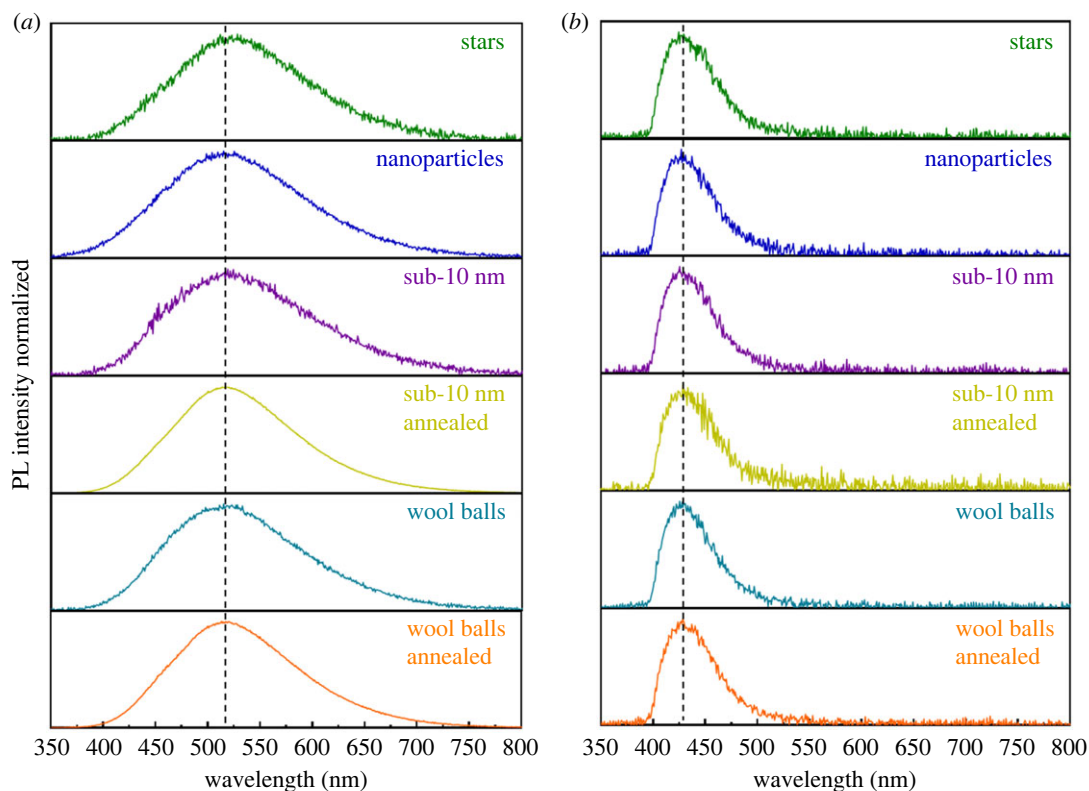 (a)
PL intensity normalized
stars
nanoparticles
sub-10 nm
sub-10 nm
annealed
wool balls
wool balls
annealed
350 400 450 500 550 600 650 700 750 800
wavelength (nm)
(b)
stars
nanoparticles
sub-10 nm
sub-10 nm
annealed
wool balls
wool balls
annealed
350 400 450 500 550 600 650 700 750 800
wavelength (nm)